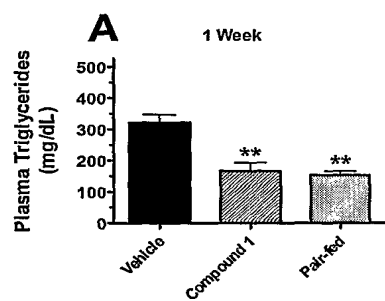 A
1 Week
Plasma Triglycerides
(mg/dL)
500
400
300
200
100
0
**
**
Vehicle
Compound 1
Pair-fed